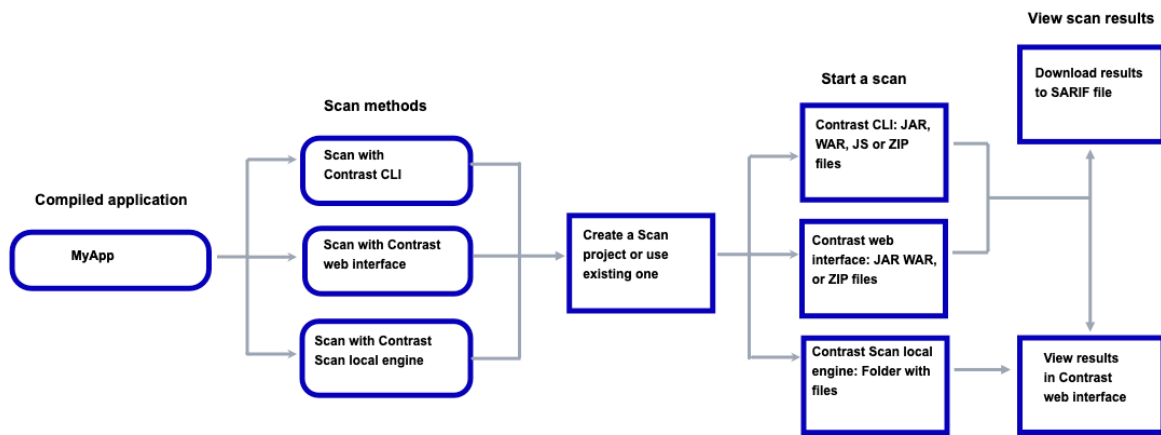 Compiled application
MyApp
Scan methods
Scan with
Contrast CLI
Scan with Contrast
web interface
Scan with Contrast
Scan local engine
Create a Scan
project or use
existing one
Start a scan
Contrast CLI: JAR,
WAR, JS or ZIP
files
Contrast web
interface: JAR WAR,
or ZIP files
Contrast Scan local
engine: Folder with
files
View scan results
Download results
to SARIF file
View results
in Contrast
web interface